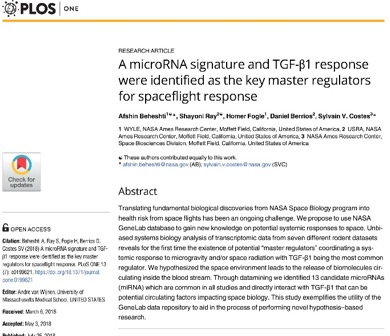 PLOS ONE
RESEARCH ARTICLE
A microRNA signature and TGF-β1 response
were identified as the key master regulators
for spaceflight response
Afshin Beheshti1☯*, Shayoni Ray2☯, Homer Fogle1, Daniel Berrios2, Sylvain V. Costes3*
1 WYLE, NASA Ames Research Center, Moffett Field, California, United States of America, 2 USRA, NASA
Ames Research Center, Moffett Field, California, United States of America, 3 NASA Ames Research Center,
Space Biosciences Division, Moffett Field, California, United States of America
☯ These authors contributed equally to this work.
* afshin.beheshti@nasa.gov (AB); sylvain.v.costes@nasa.gov (SVC)
Check for
updates
Abstract
Translating fundamental biological discoveries from NASA Space Biology program into
health risk from space flights has been an ongoing challenge. We propose to use NASA
GeneLab database to gain new knowledge on potential systemic responses to space. Unbi-
ased systems biology analysis of transcriptomic data from seven different rodent datasets
reveals for the first time the existence of potential "master regulators" coordinating a sys-
temic response to microgravity and/or space radiation with TGF-β1 being the most common
regulator. We hypothesized the space environment leads to the release of biomolecules cir-
culating inside the blood stream. Through datamining we identified 13 candidate microRNAs
(miRNA) which are common in all studies and directly interact with TGF-β1 that can be
potential circulating factors impacting space biology. This study exemplifies the utility of the
GeneLab data repository to aid in the process of performing novel hypothesis–based
research.
OPEN ACCESS
Citation: Beheshti A, Ray S, Fogle H, Berrios D,
Costes SV (2018) A microRNA signature and TGF-
β1 response were identified as the key master
regulators for spaceflight response. PLoS ONE 13
(7): e0199621. https://doi.org/10.1371/journal.
pone.0199621
Editor: Andre van Wijnen, University of
Massachusetts Medical School, UNITED STATES
Received: March 6, 2018
Accepted: May 3, 2018
Published: July 25, 2018